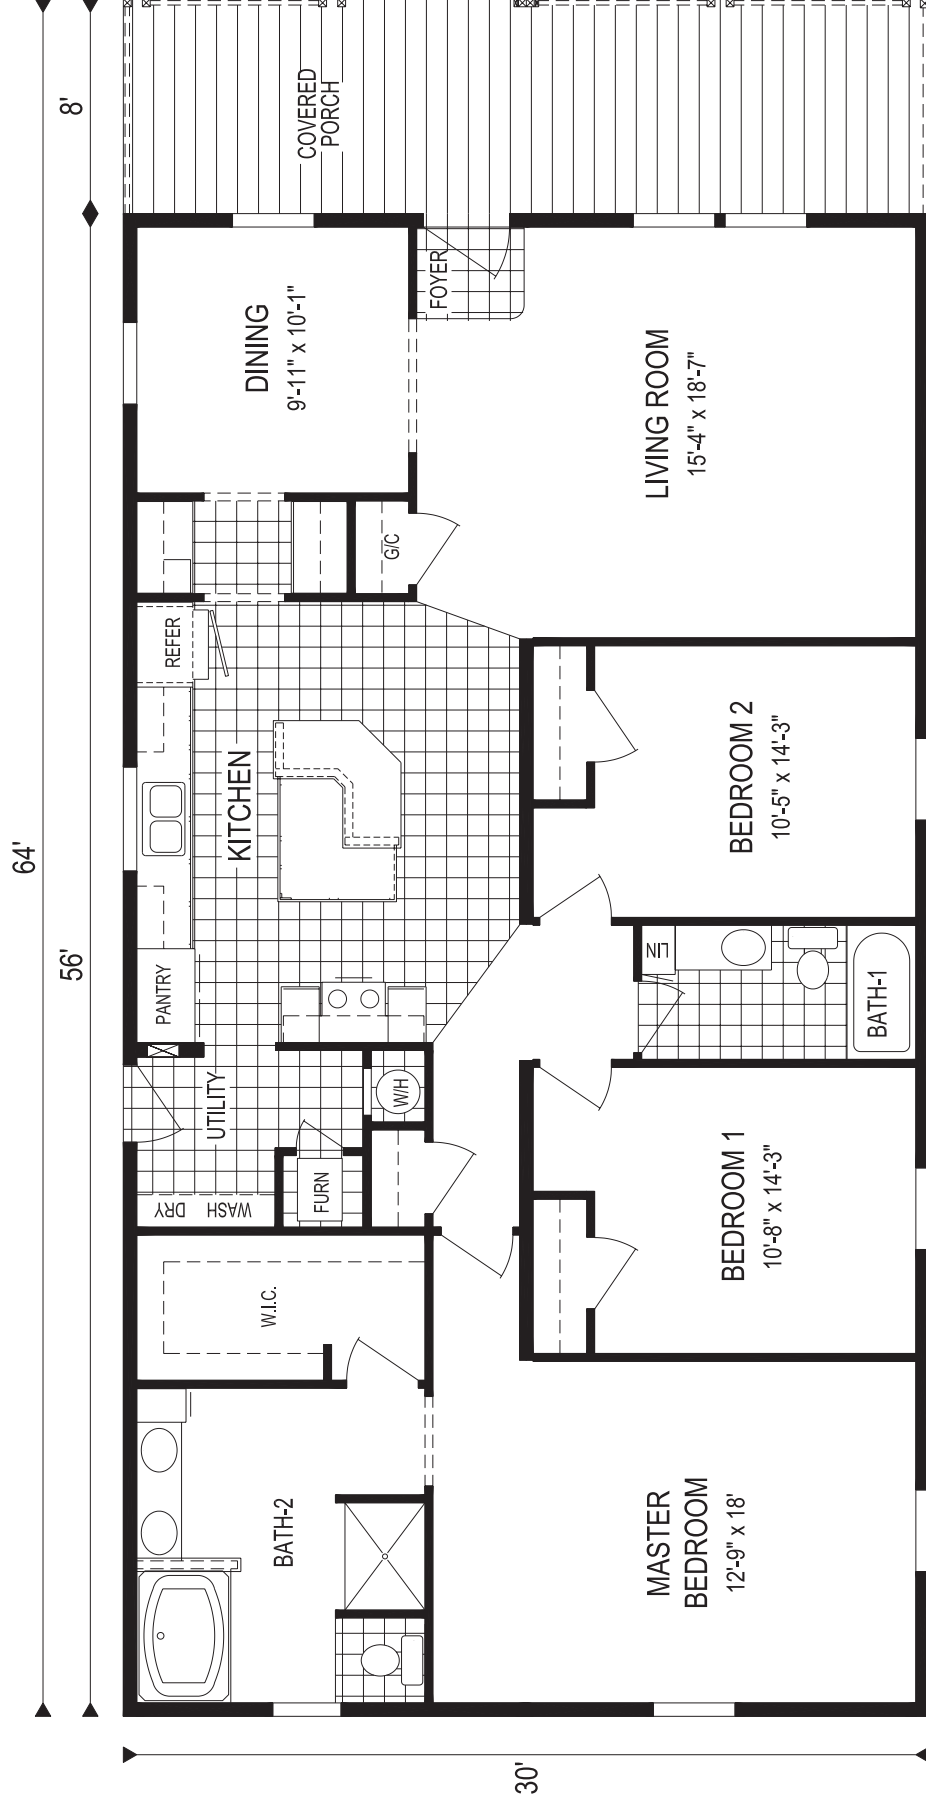 64'
56'
8'
30'
COVERED
PORCH
DINING
9'-11" x 10'-1"
FOYER
LIVING ROOM
15'-4" x 18'-7"
G/C
REFER
KITCHEN
PANTRY
BEDROOM 2
10'-5" x 14'-3"
LIN
BATH-1
UTILITY
W/H
FURN
WASH DRY
BEDROOM 1
10'-8" x 14'-3"
W.I.C.
BATH-2
MASTER
BEDROOM
12'-9" x 18'